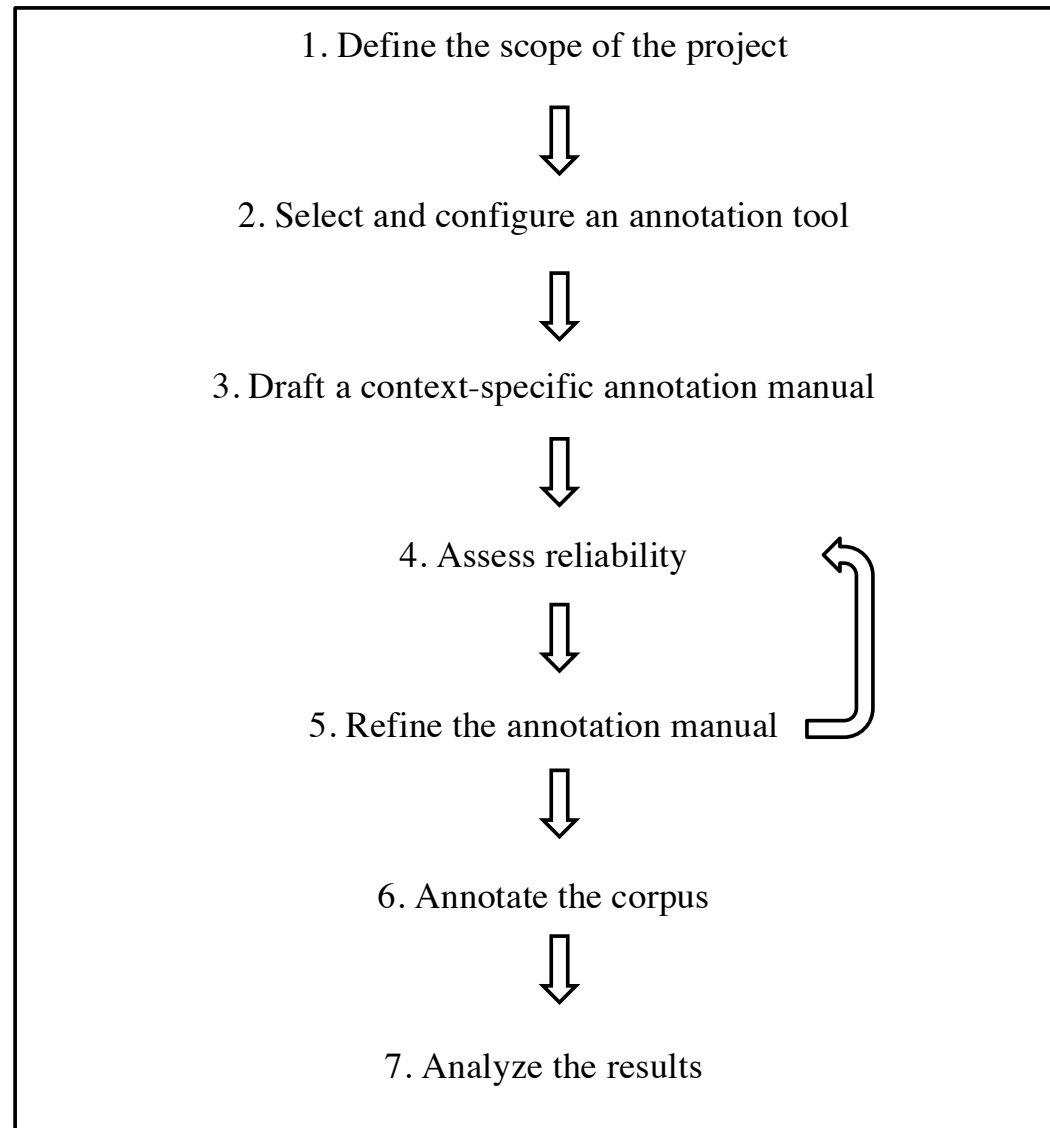 1. Define the scope of the project
2. Select and configure an annotation tool
3. Draft a context-specific annotation manual
4. Assess reliability
5. Refine the annotation manual
6. Annotate the corpus
7. Analyze the results